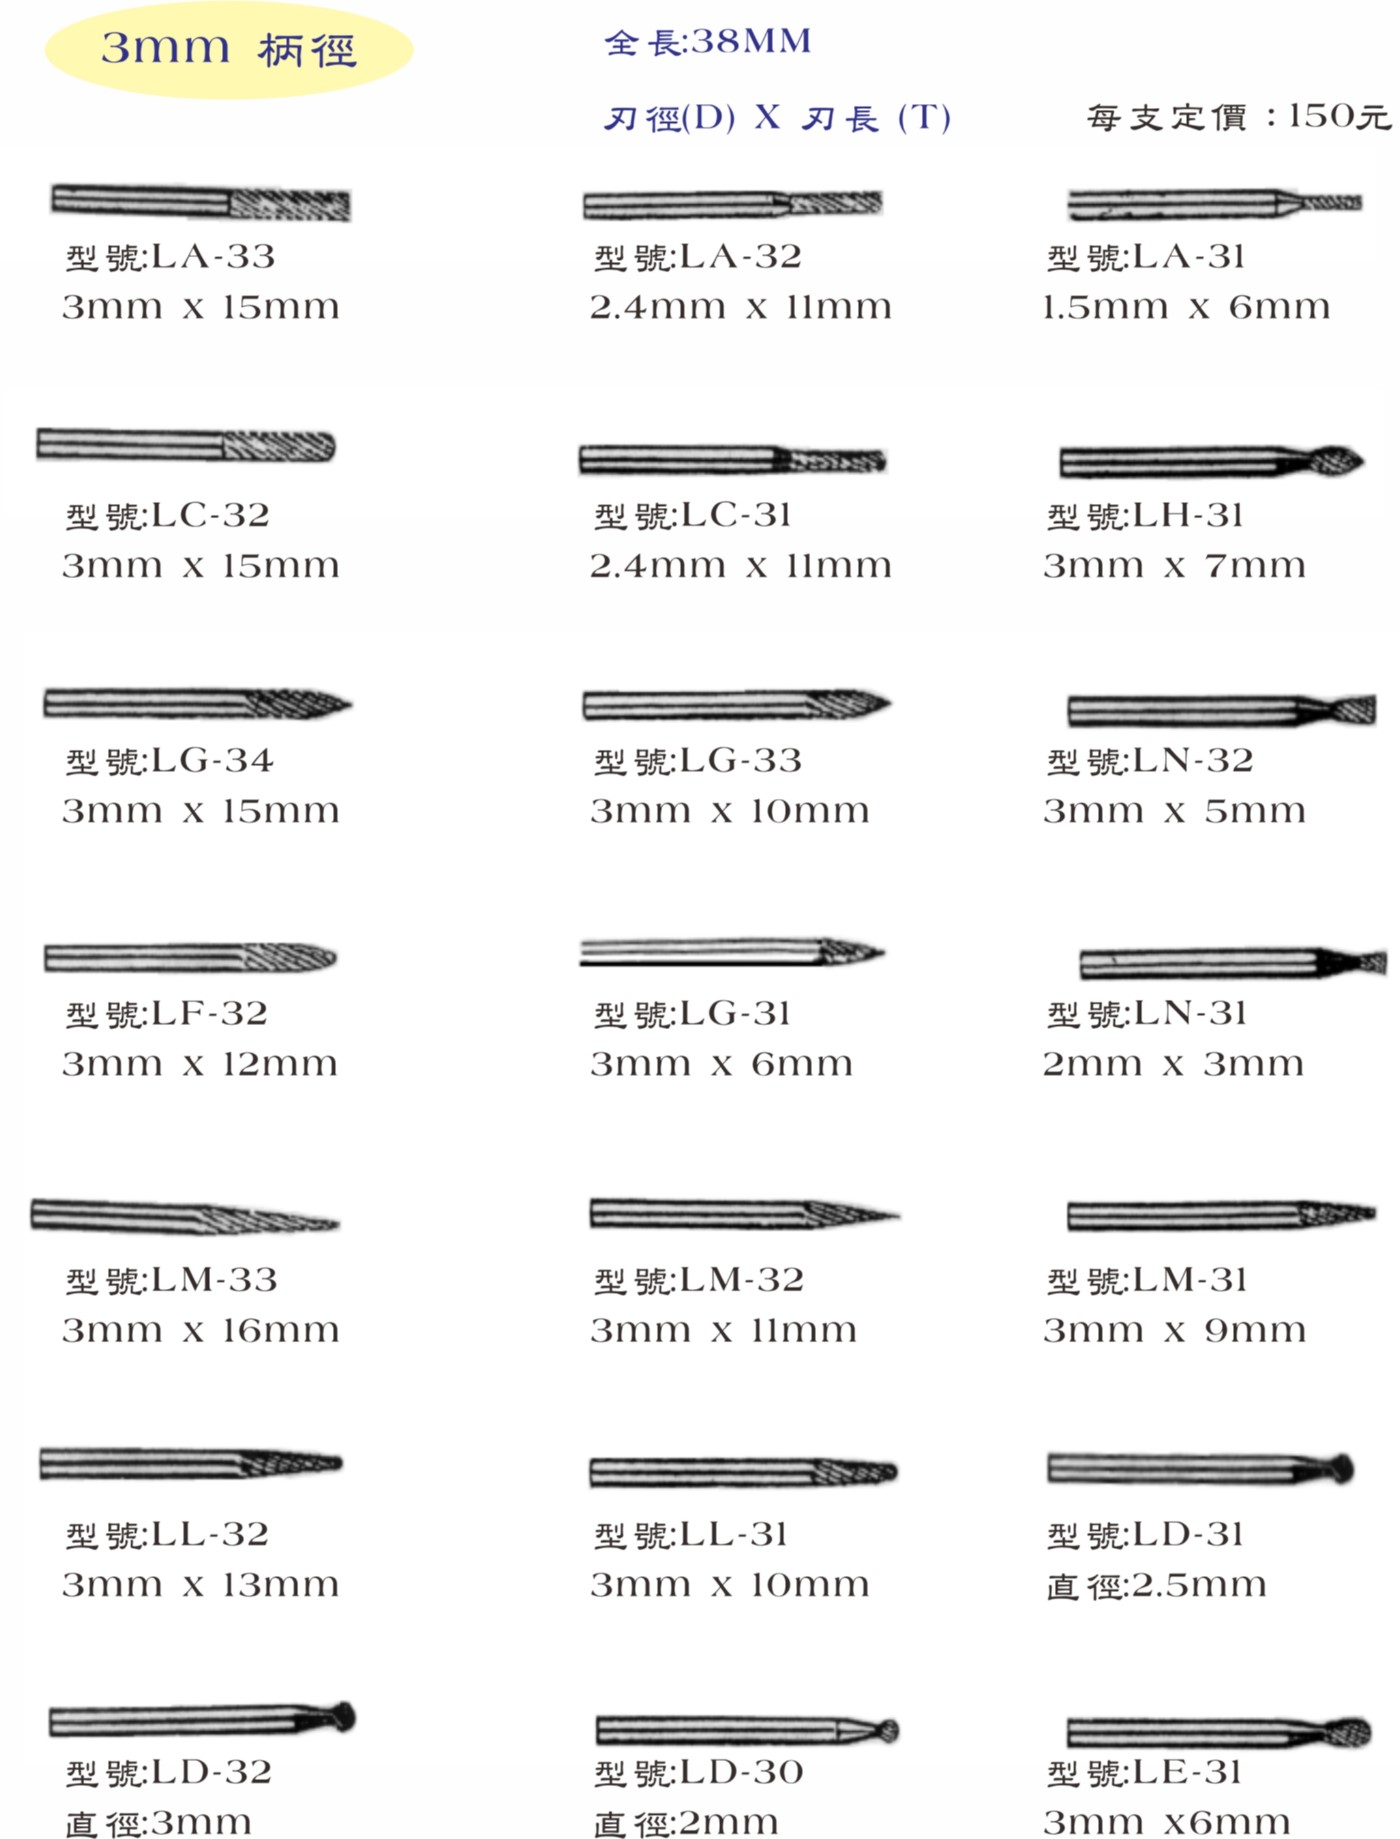 3mm 柄徑
全長:38MM
刃徑(D) X 刃長 (T)
每支定價:150元
型號:LA-33
3mm x 15mm
型號:LA-32
2.4mm x 11mm
型號:LA-31
1.5mm x 6mm
型號:LC-32
3mm x 15mm
型號:LC-31
2.4mm x 11mm
型號:LH-31
3mm x 7mm
型號:LG-34
3mm x 15mm
型號:LG-33
3mm x 10mm
型號:LN-32
3mm x 5mm
型號:LF-32
3mm x 12mm
型號:LG-31
3mm x 6mm
型號:LN-31
2mm x 3mm
型號:LM-33
3mm x 16mm
型號:LM-32
3mm x 11mm
型號:LM-31
3mm x 9mm
型號:LL-32
3mm x 13mm
型號:LL-31
3mm x 10mm
型號:LD-31
直徑:2.5mm
型號:LD-32
直徑:3mm
型號:LD-30
直徑:2mm
型號:LE-31
3mm x6mm